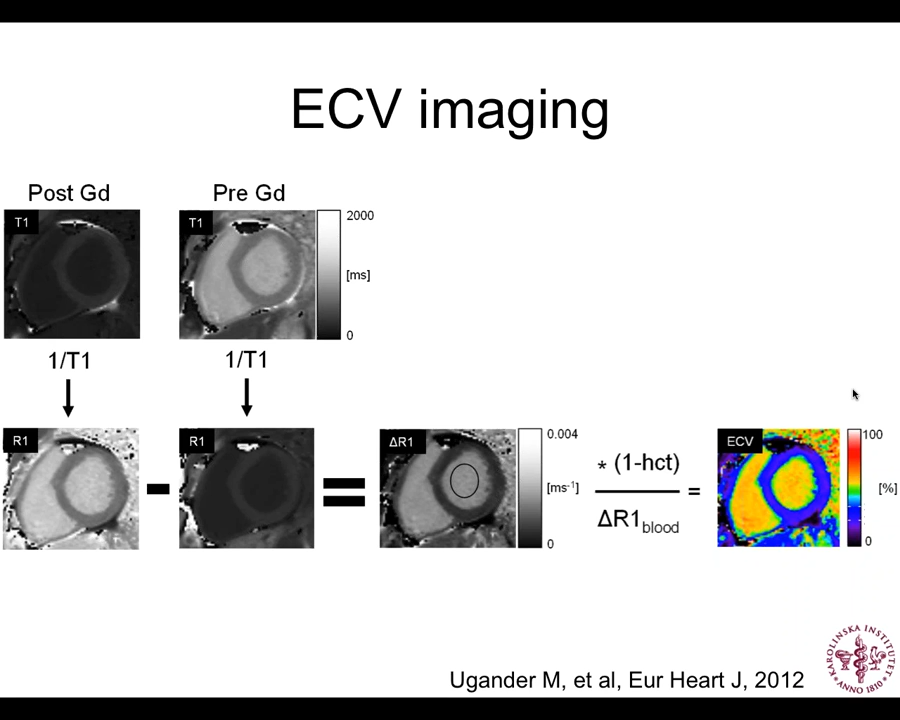 ECV imaging
Post Gd
Pre Gd
T1
T1
2000
[ms]
0
1/T1
1/T1
R1
R1
ΔR1
0.004
[ms⁻¹]
0
* (1-hct)
ΔR1blood
=
ECV
100
[%]
0
Ugander M, et al, Eur Heart J, 2012
KAROLINSKA INSTITUTET
ANNO 1810